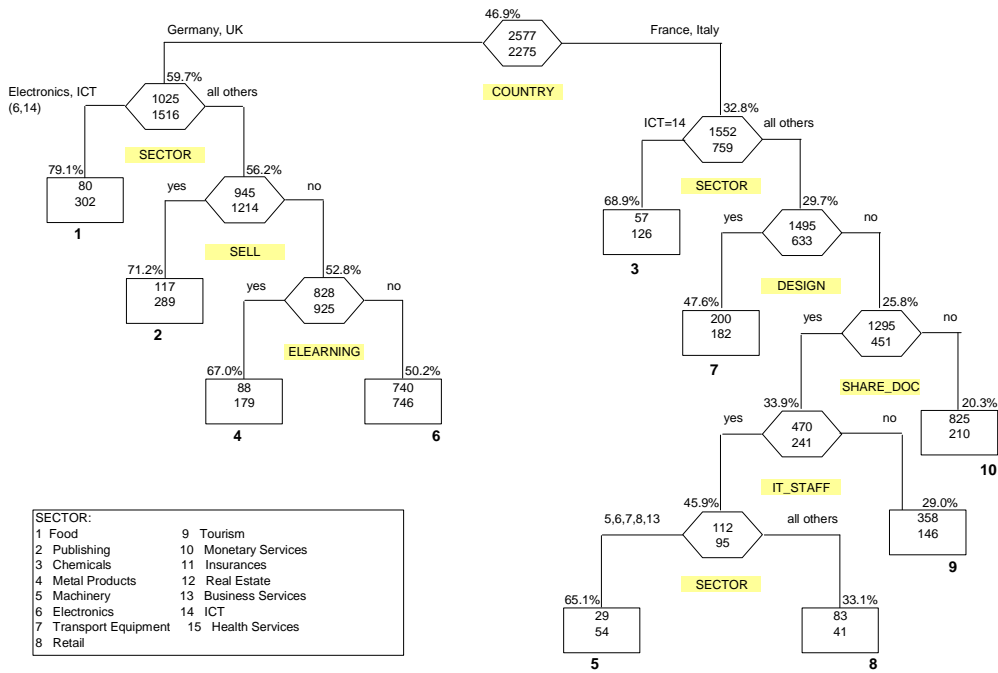 46.9%
Germany, UK
2577
2275
France, Italy
COUNTRY
59.7%
Electronics, ICT
(6,14)
1025
1516
all others
SECTOR
32.8%
ICT=14
1552
759
all others
SECTOR
79.1%
80
302
1
56.2%
yes
945
1214
no
SELL
68.9%
57
126
3
29.7%
yes
1495
633
no
DESIGN
71.2%
117
289
2
52.8%
yes
828
925
no
ELEARNING
47.6%
200
182
7
25.8%
yes
1295
451
no
SHARE_DOC
67.0%
88
179
4
50.2%
740
746
6
33.9%
yes
470
241
no
IT_STAFF
20.3%
825
210
10
45.9%
5,6,7,8,13
112
95
all others
SECTOR
29.0%
358
146
9
65.1%
29
54
5
33.1%
83
41
8
SECTOR:
1 Food 9 Tourism
2 Publishing 10 Monetary Services
3 Chemicals 11 Insurances
4 Metal Products 12 Real Estate
5 Machinery 13 Business Services
6 Electronics 14 ICT
7 Transport Equipment 15 Health Services
8 Retail